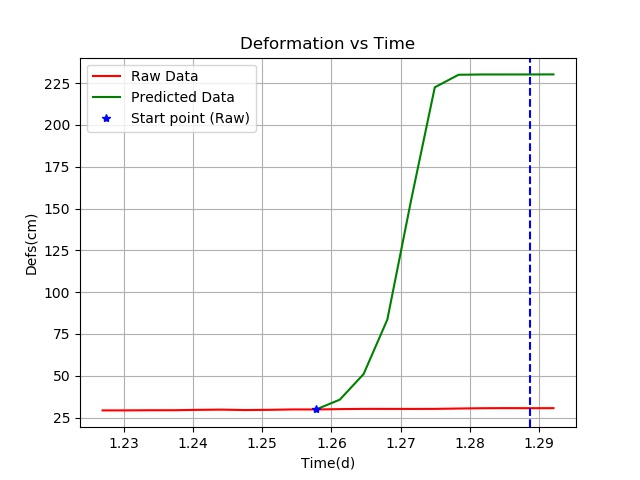 Deformation vs Time
Raw Data
Predicted Data
Start point (Raw)
Defs(cm)
225
200
175
150
125
100
75
50
25
1.23 1.24 1.25 1.26 1.27 1.28 1.29
Time(d)